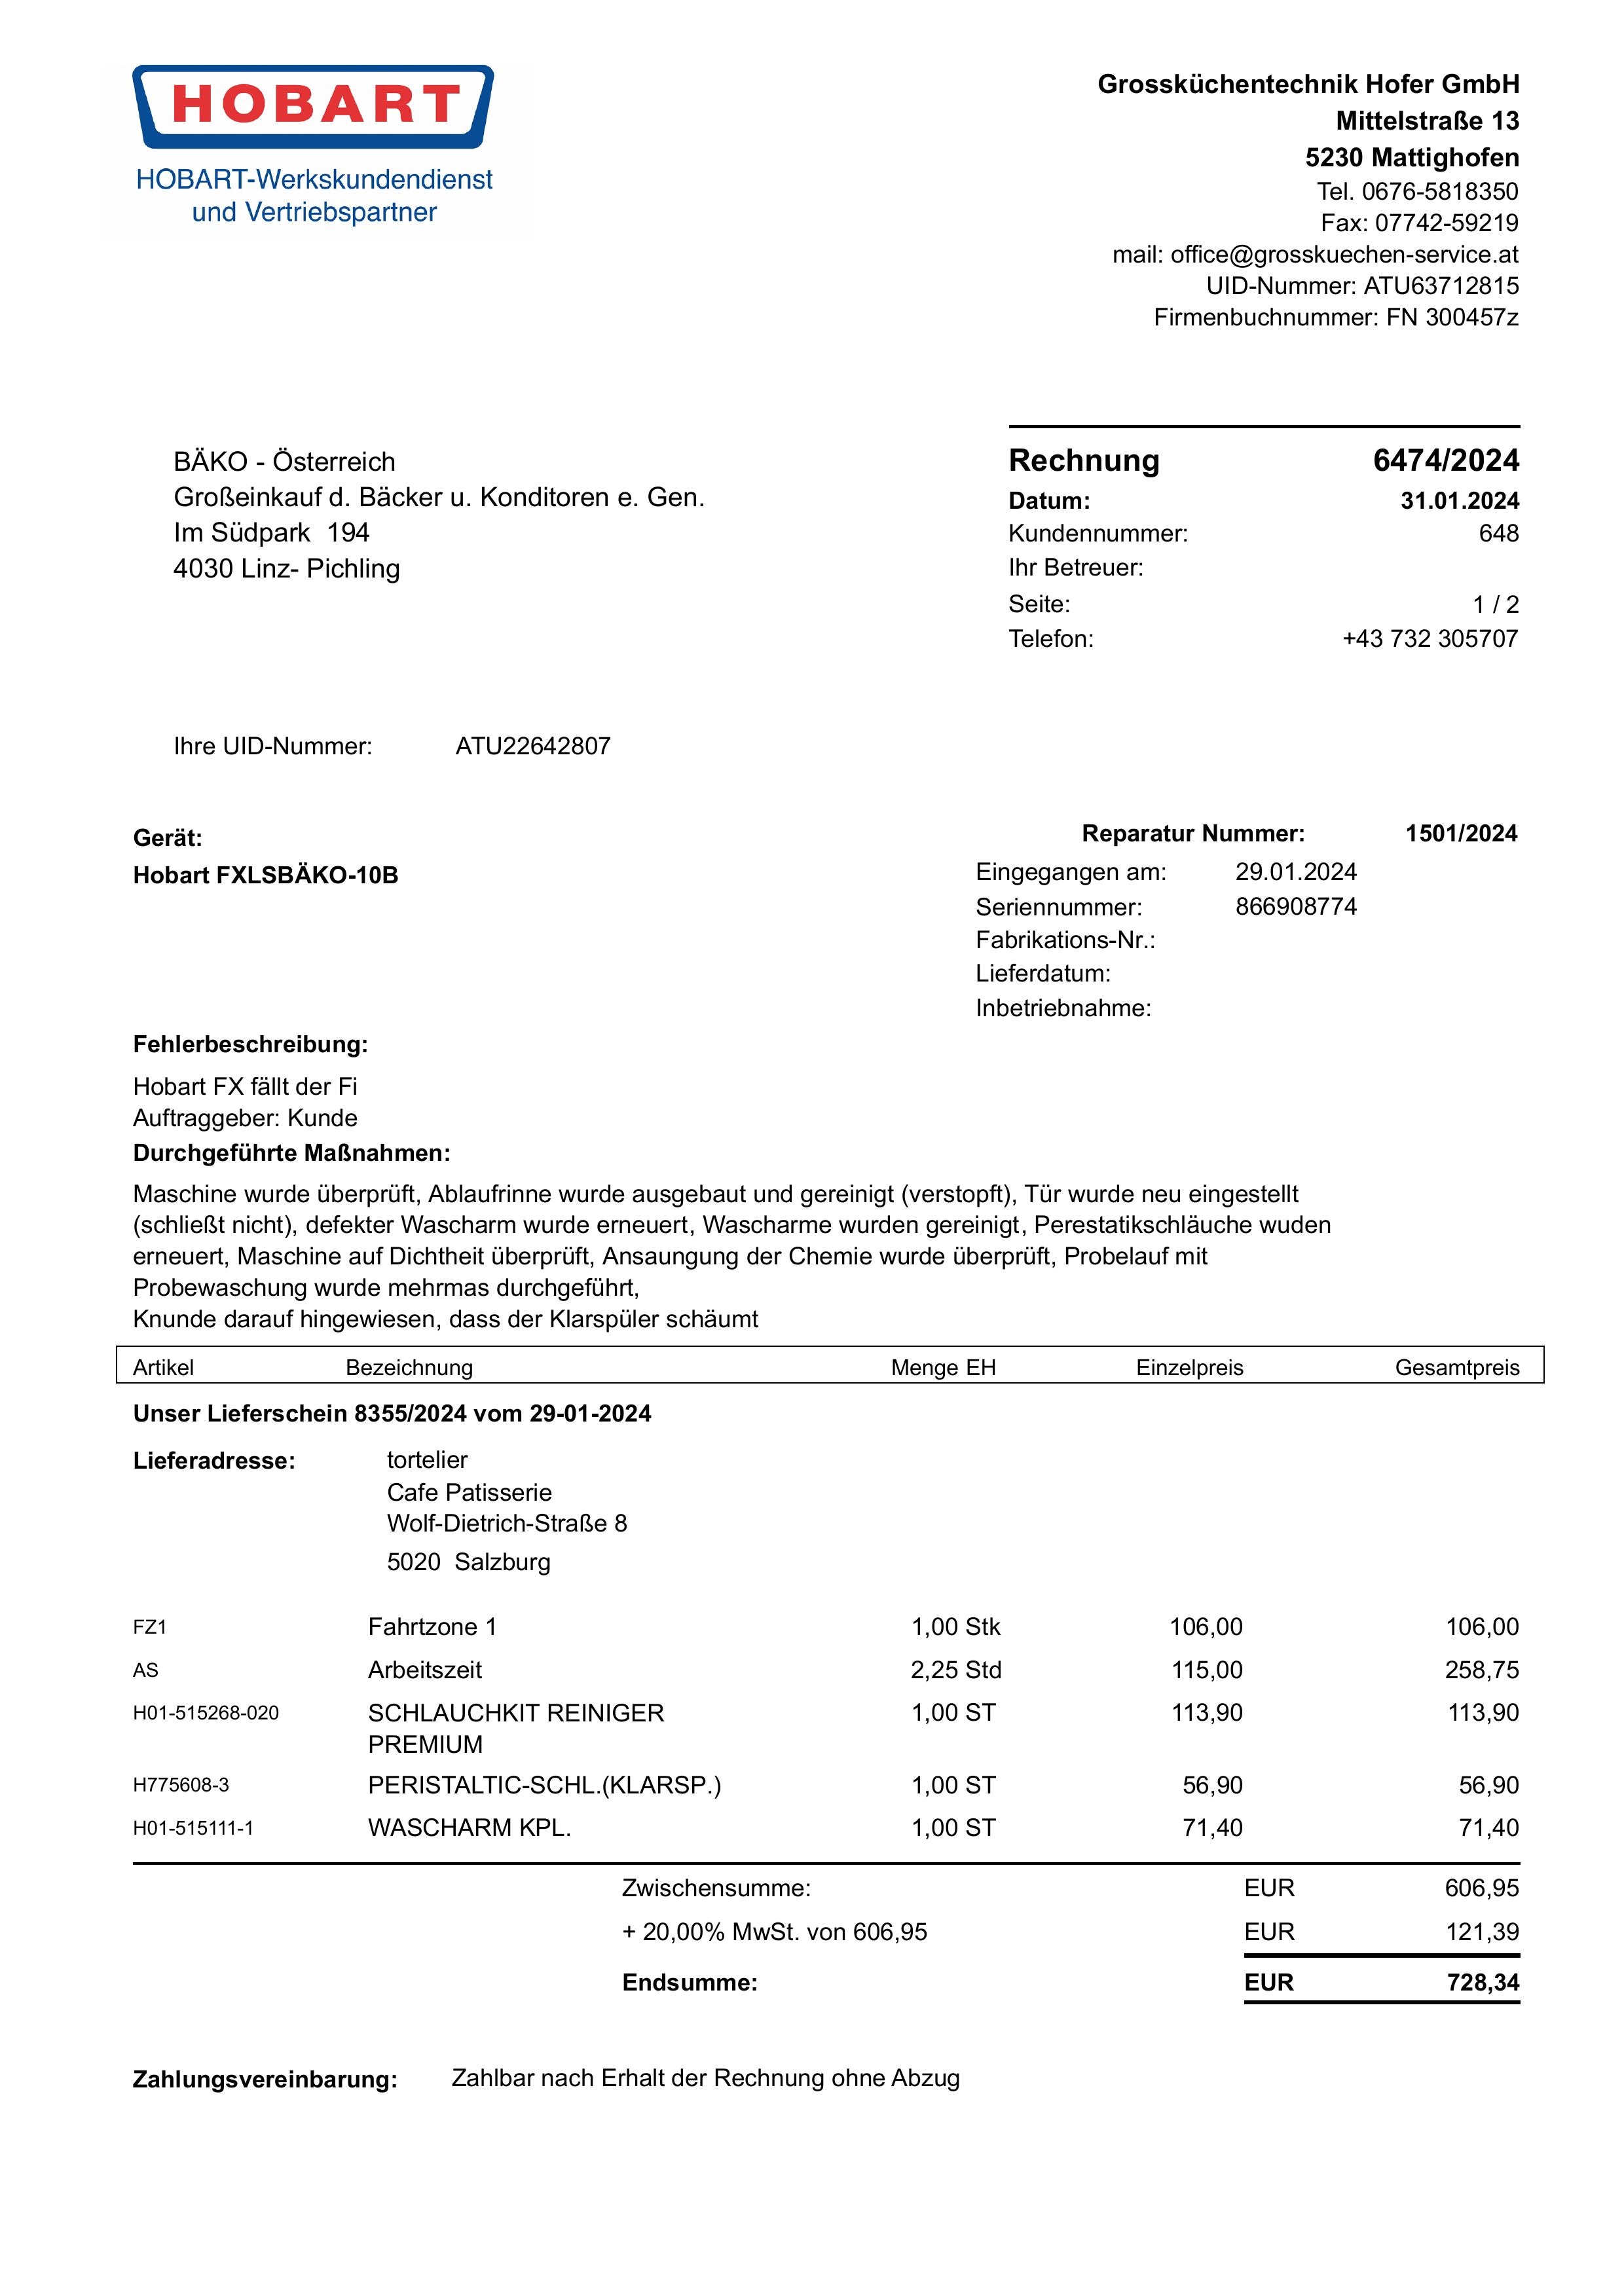 HOBART
HOBART-Werkskundendienst
und Vertriebspartner
Grossküchentechnik Hofer GmbH
Mittelstraße 13
5230 Mattighofen
Tel. 0676-5818350
Fax: 07742-59219
mail: office@grosskuechen-service.at
UID-Nummer: ATU63712815
Firmenbuchnummer: FN 300457z
BÄKO - Österreich
Großeinkauf d. Bäcker u. Konditoren e. Gen.
Im Südpark 194
4030 Linz- Pichling
Rechnung 6474/2024
Datum: 31.01.2024
Kundennummer: 648
Ihr Betreuer:
Seite: 1 / 2
Telefon: +43 732 305707
Ihre UID-Nummer: ATU22642807
Gerät:
Hobart FXLSBÄKO-10B
Reparatur Nummer: 1501/2024
Eingegangen am: 29.01.2024
Seriennummer: 866908774
Fabrikations-Nr.:
Lieferdatum:
Inbetriebnahme:
Fehlerbeschreibung:
Hobart FX fällt der Fi
Auftraggeber: Kunde
Durchgeführte Maßnahmen:
Maschine wurde überprüft, Ablaufrinne wurde ausgebaut und gereinigt (verstopft), Tür wurde neu eingestellt
(schließt nicht), defekter Wascharm wurde erneuert, Wascharme wurden gereinigt, Perestatikschläuche wuden
erneuert, Maschine auf Dichtheit überprüft, Ansaungung der Chemie wurde überprüft, Probelauf mit
Probewaschung wurde mehrmas durchgeführt,
Knunde darauf hingewiesen, dass der Klarspüler schäumt
Artikel Bezeichnung Menge EH Einzelpreis Gesamtpreis
Unser Lieferschein 8355/2024 vom 29-01-2024
Lieferadresse: tortelier
Cafe Patisserie
Wolf-Dietrich-Straße 8
5020 Salzburg
FZ1 Fahrtzone 1 1,00 Stk 106,00 106,00
AS Arbeitszeit 2,25 Std 115,00 258,75
H01-515268-020 SCHLAUCHKIT REINIGER 1,00 ST 113,90 113,90
PREMIUM
H775608-3 PERISTALTIC-SCHL.(KLARSP.) 1,00 ST 56,90 56,90
H01-515111-1 WASCHARM KPL. 1,00 ST 71,40 71,40
Zwischensumme: EUR 606,95
+ 20,00% MwSt. von 606,95 EUR 121,39
Endsumme: EUR 728,34
Zahlungsvereinbarung: Zahlbar nach Erhalt der Rechnung ohne Abzug